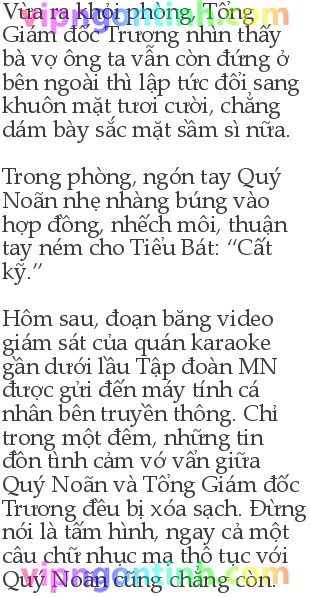 Vừa ra khỏi phòng, Tổng
Giám đốc Trương nhìn thấy
bà vợ ông ta vẫn còn đứng ở
bên ngoài thì lập tức đổi sang
khuôn mặt tươi cười, chẳng
dám bày sắc mặt sầm sì nữa.
Trong phòng, ngón tay Quý
Noãn nhẹ nhàng búng vào
hợp đồng, nhếch môi, thuận
tay ném cho Tiểu Bát: “Cất
kỹ.”
Hôm sau, đoạn băng video
giám sát của quán karaoke
gần dưới lầu Tập đoàn MN
được gửi đến máy tính cá
nhân bên truyền thông. Chỉ
trong một đêm, những tin
đồn tình cảm vớ vẩn giữa
Quý Noãn và Tổng Giám đốc
Trương đều bị xóa sạch. Đừng
nói là tấm hình, ngay cả một
câu chữ nhục mạ thô tục với
Quý Noãn cũng chẳng còn.
vipngontinh.com
vipngontinh.com